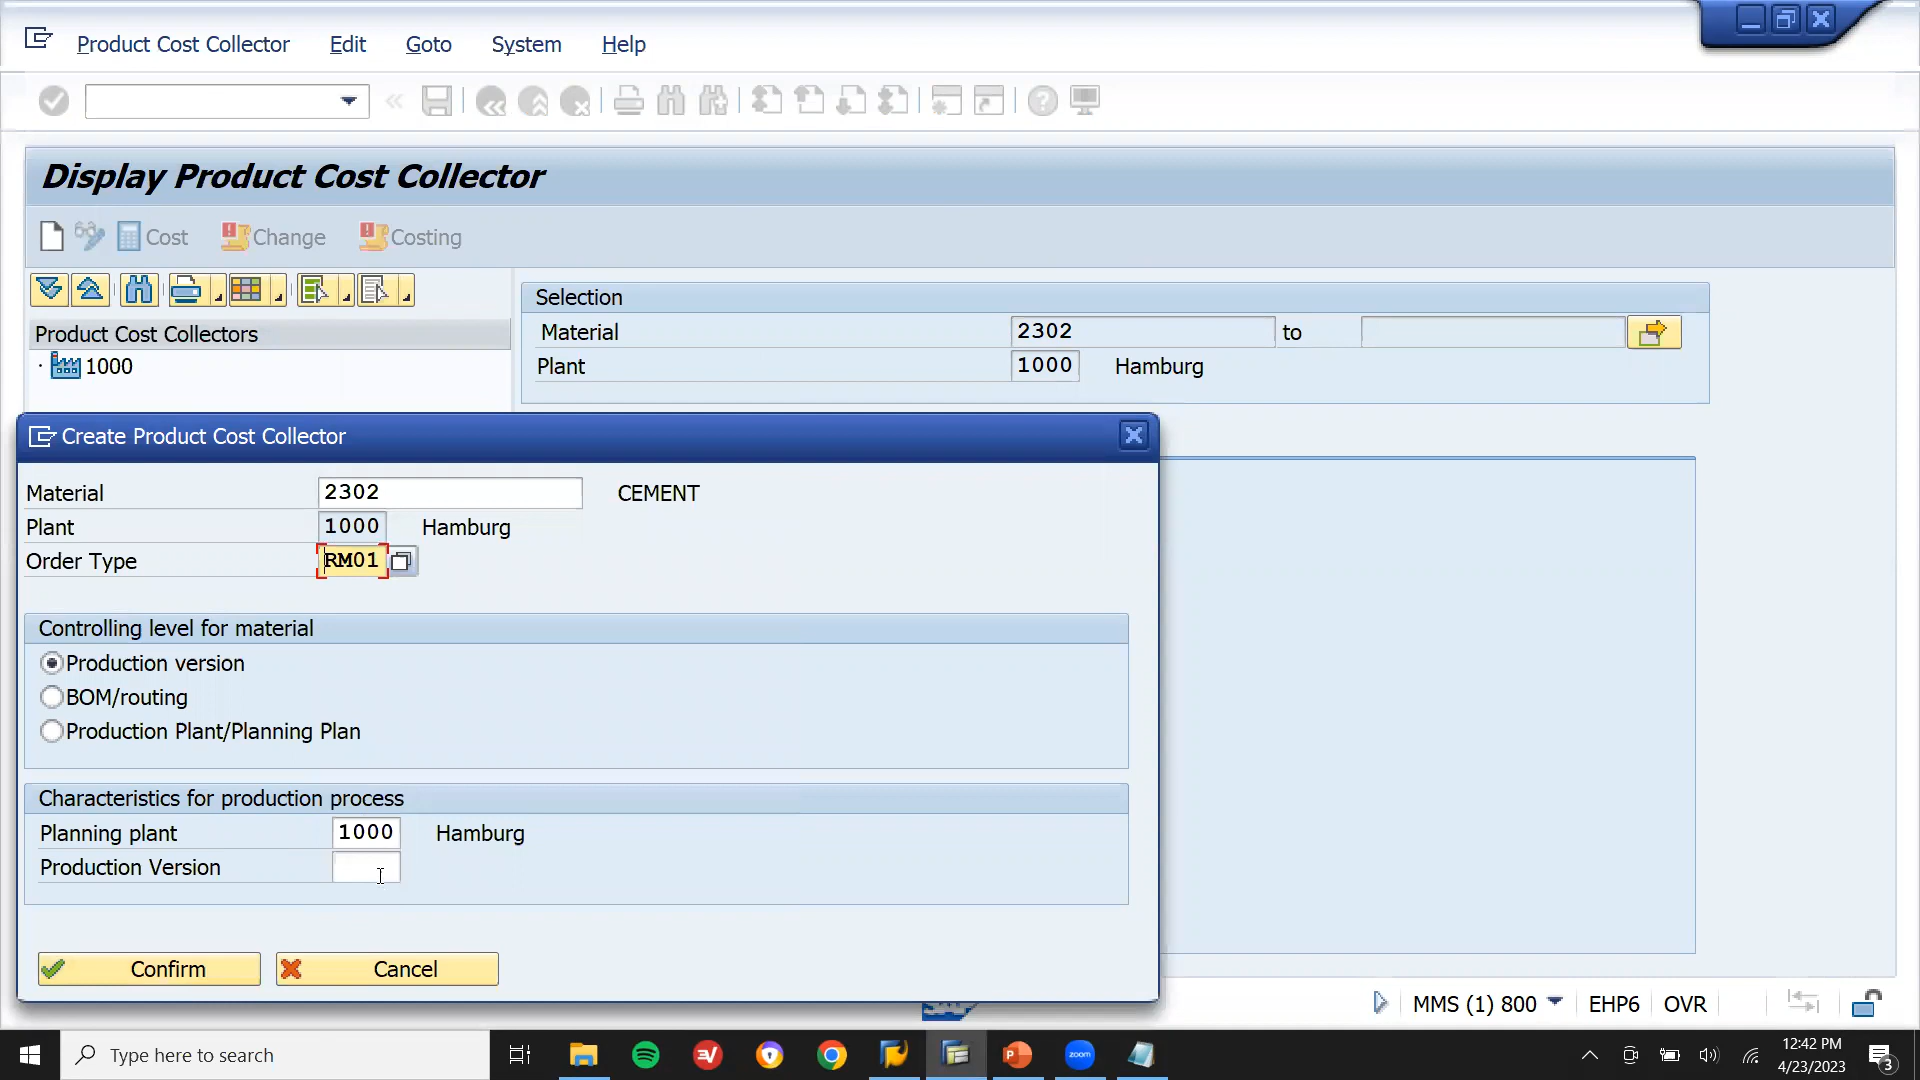 Product Cost Collector Edit Goto System Help
Display Product Cost Collector
Cost Change Costing
Product Cost Collectors
1000
Selection
Material 2302 to
Plant 1000 Hamburg
Create Product Cost Collector
Material 2302 CEMENT
Plant 1000 Hamburg
Order Type RM01
Controlling level for material
Production version
BOM/routing
Production Plant/Planning Plan
Characteristics for production process
Planning plant 1000 Hamburg
Production Version
Confirm Cancel
MMS (1) 800 EHP6 OVR
Type here to search
zoom
12:42 PM
4/23/2023
3